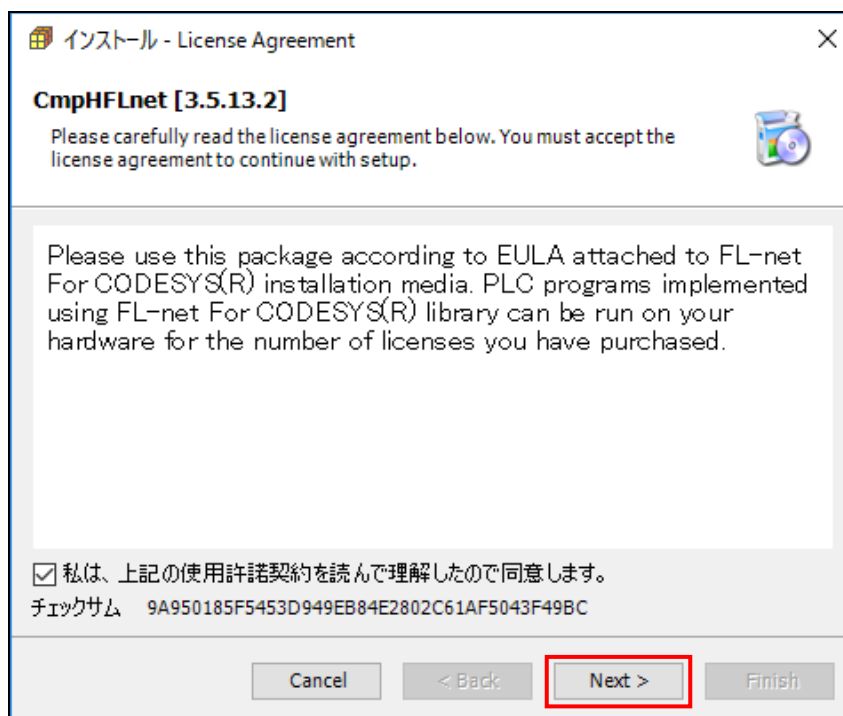 インストール - License Agreement
CmpHFLnet [3.5.13.2]
Please carefully read the license agreement below. You must accept the
license agreement to continue with setup.
Please use this package according to EULA attached to FL-net
For CODESYS(R) installation media. PLC programs implemented
using FL-net For CODESYS(R) library can be run on your
hardware for the number of licenses you have purchased.
私は、上記の使用許諾契約を読んで理解したので同意します。
チェックサム 9A950185F5453D949EB84E2802C61AF5043F49BC
Cancel < Back Next > Finish